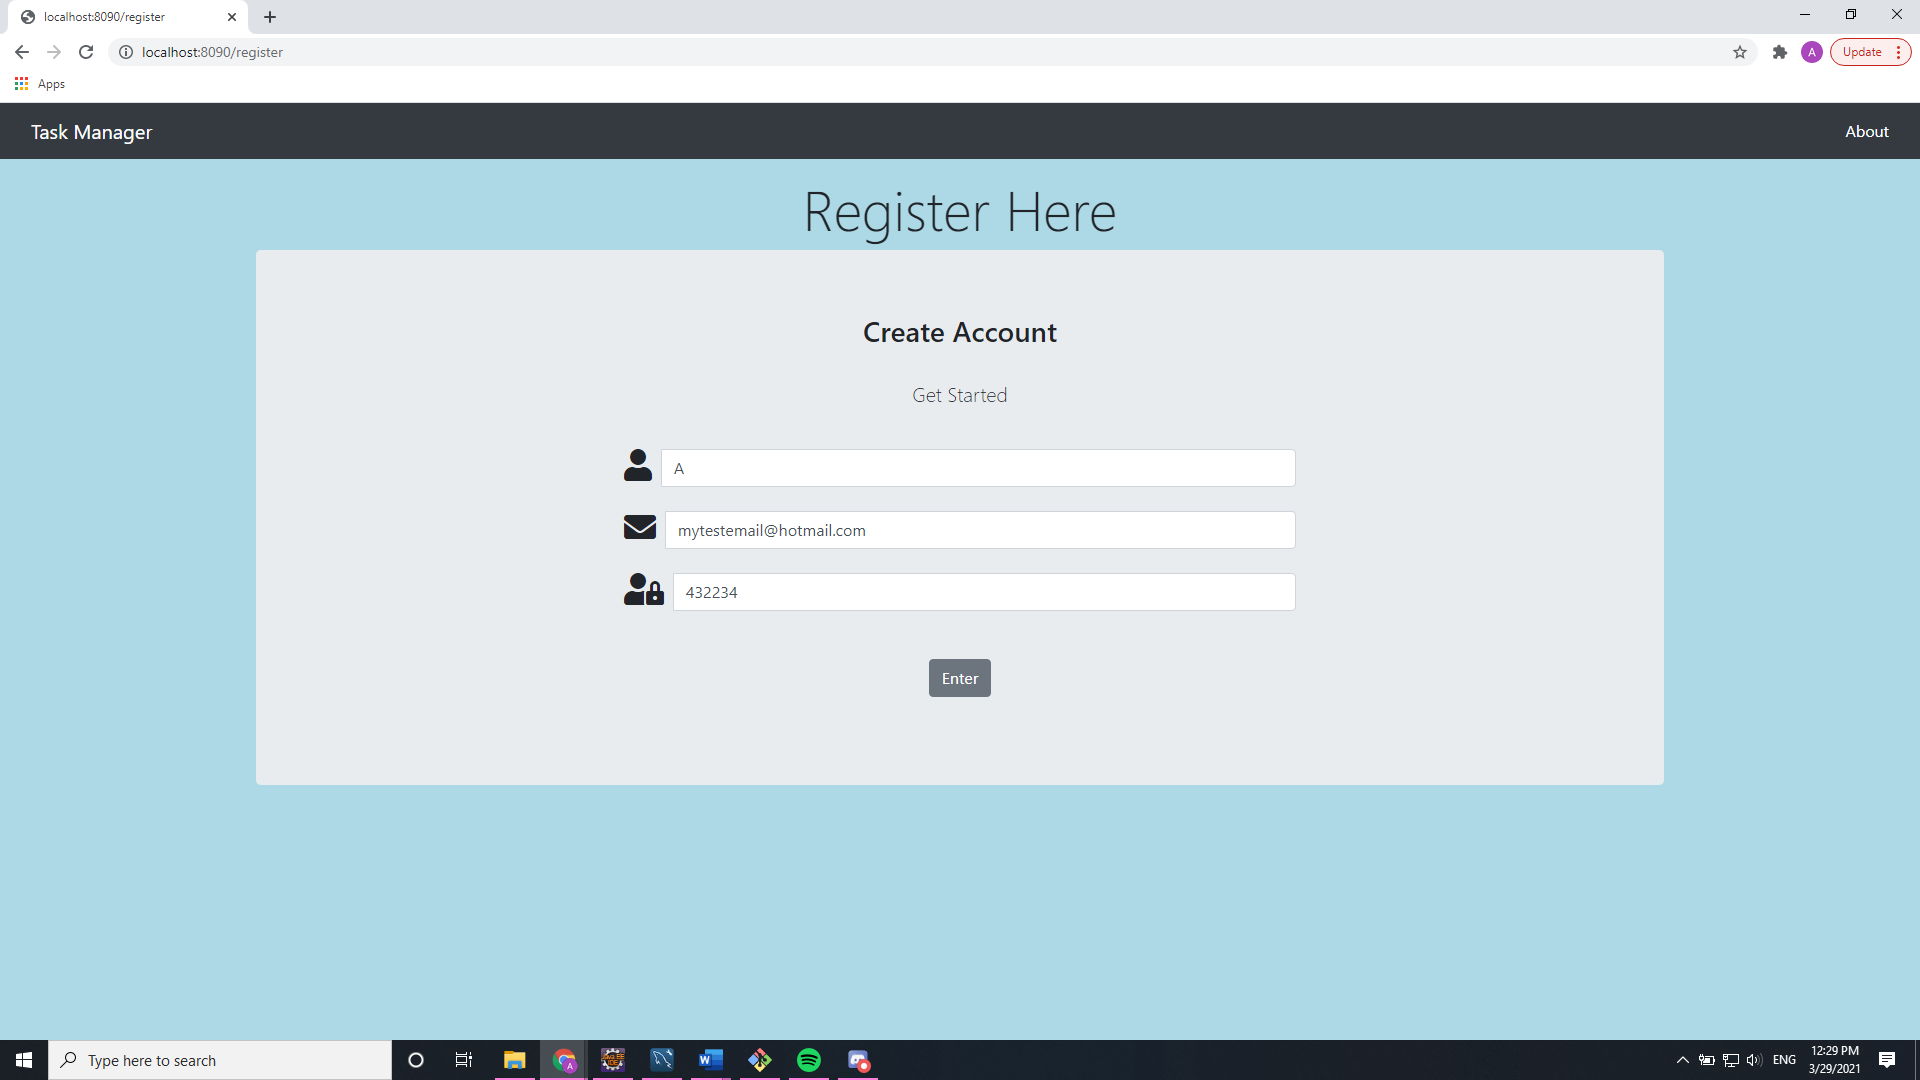 localhost:8090/register
localhost:8090/register
A
Update
Apps
Task Manager
About
Register Here
Create Account
Get Started
A
mytestemail@hotmail.com
432234
Enter
Type here to search
ENG
12:29 PM
3/29/2021